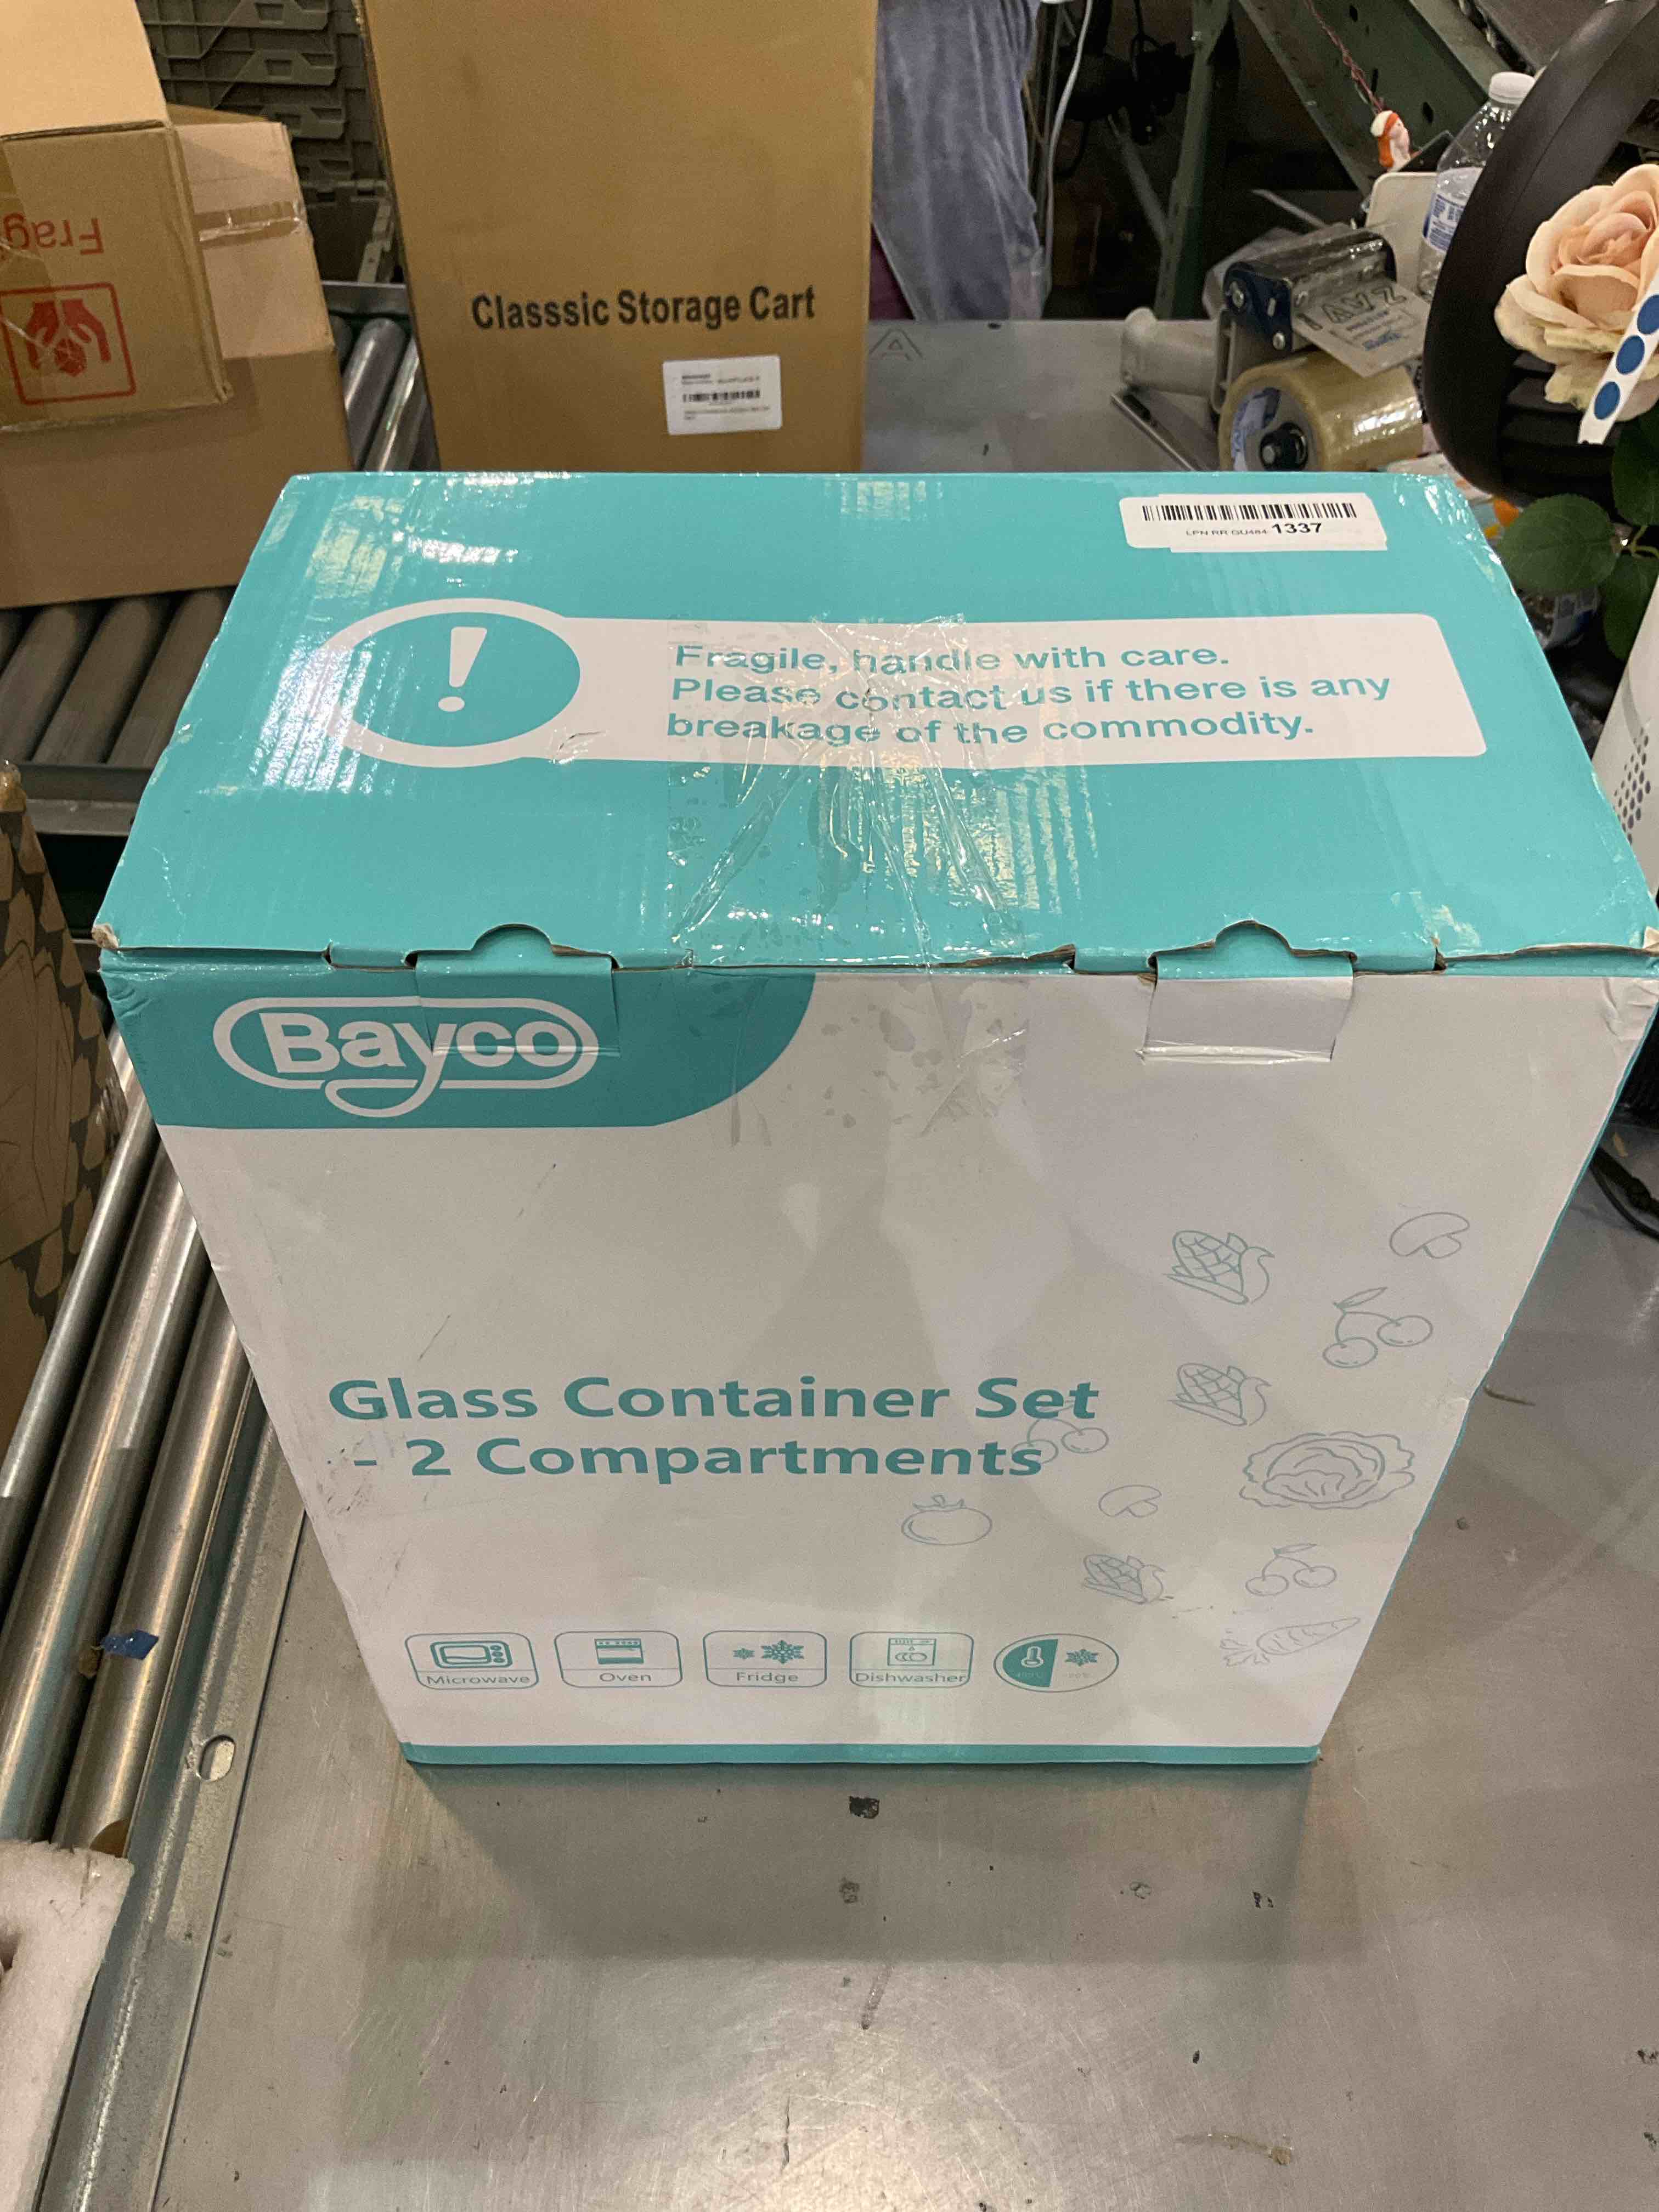 Frag
Classsic Storage Cart
LPN RR GU484 1337
Fragile, handle with care.
Please contact us if there is any
breakage of the commodity.
Bayco
Glass Container Set
- 2 Compartments
Microwave
Oven
Fridge
Dishwasher